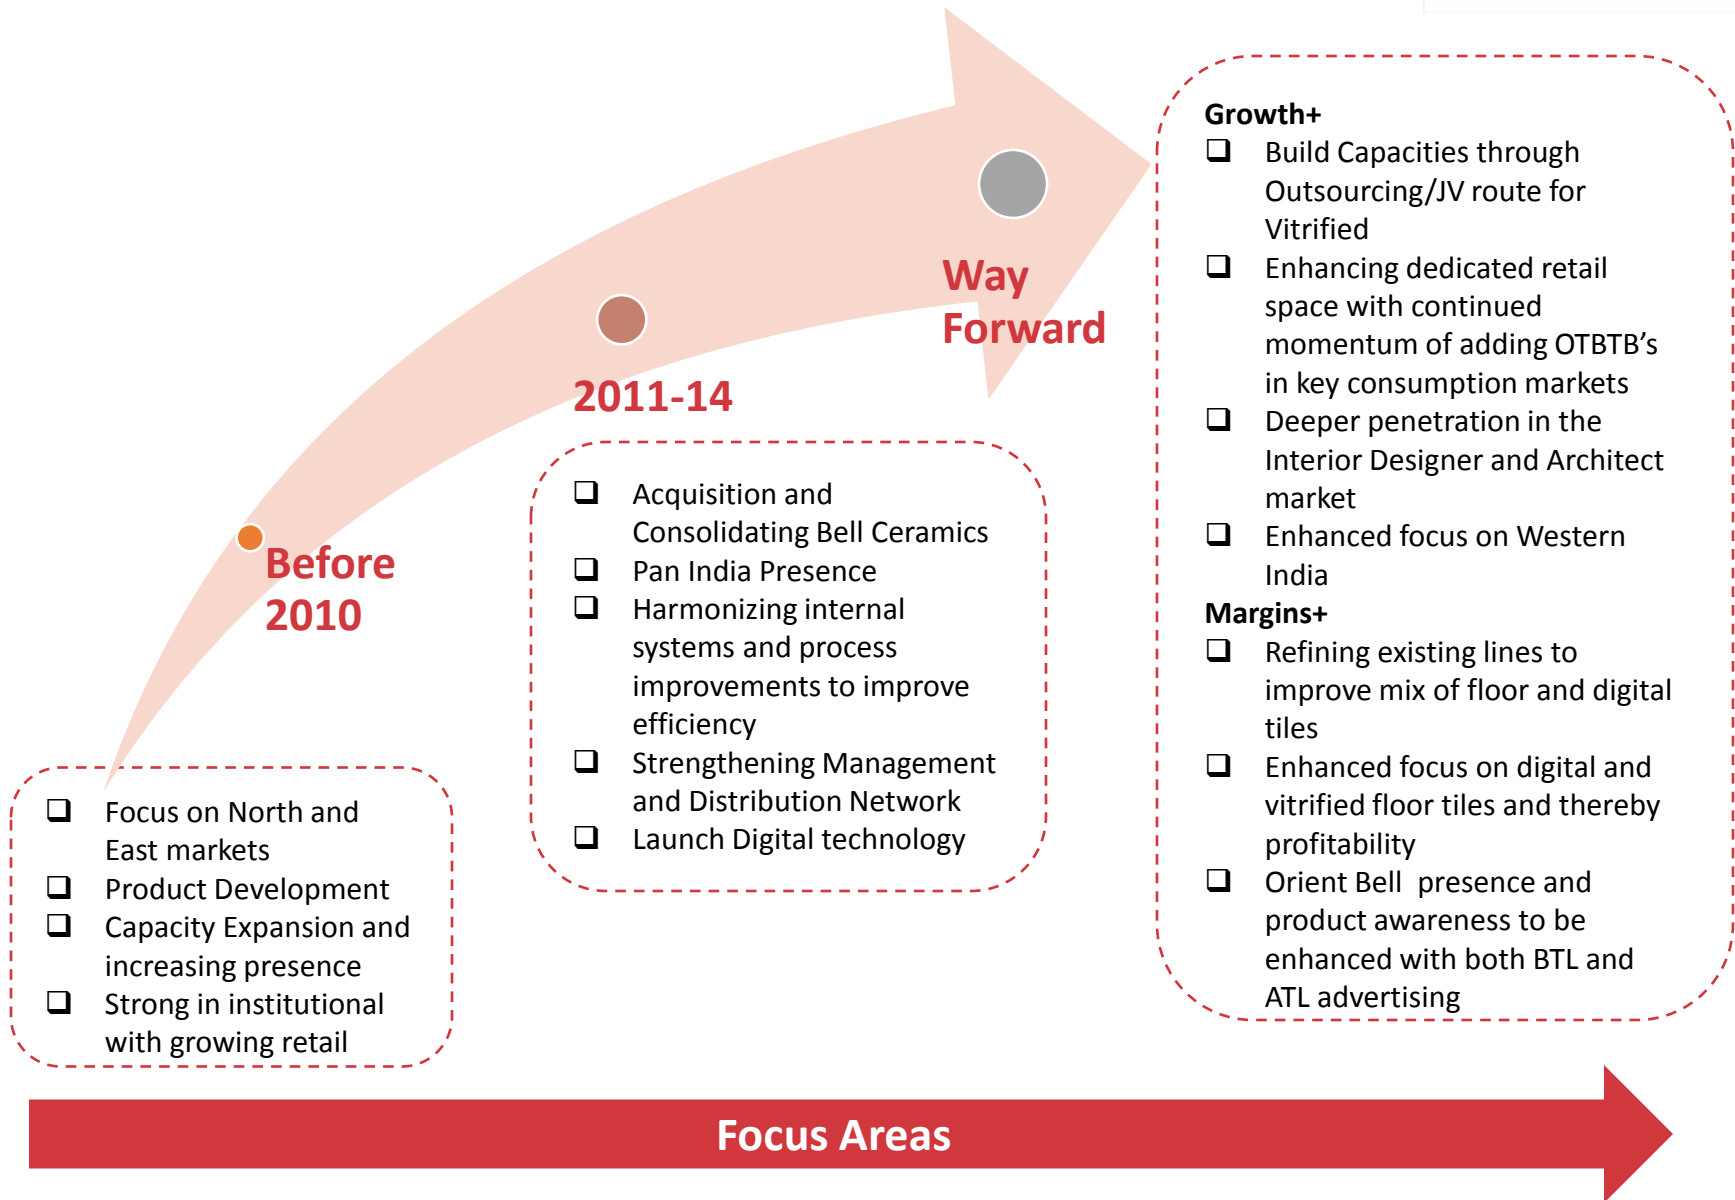 Before
2010
❑ Focus on North and
East markets
❑ Product Development
❑ Capacity Expansion and
increasing presence
❑ Strong in institutional
with growing retail
2011-14
❑ Acquisition and
Consolidating Bell Ceramics
❑ Pan India Presence
❑ Harmonizing internal
systems and process
improvements to improve
efficiency
❑ Strengthening Management
and Distribution Network
❑ Launch Digital technology
Way
Forward
Growth+
❑ Build Capacities through
Outsourcing/JV route for
Vitrified
❑ Enhancing dedicated retail
space with continued
momentum of adding OTBTB’s
in key consumption markets
❑ Deeper penetration in the
Interior Designer and Architect
market
❑ Enhanced focus on Western
India
Margins+
❑ Refining existing lines to
improve mix of floor and digital
tiles
❑ Enhanced focus on digital and
vitrified floor tiles and thereby
profitability
❑ Orient Bell  presence and
product awareness to be
enhanced with both BTL and
ATL advertising
Focus Areas